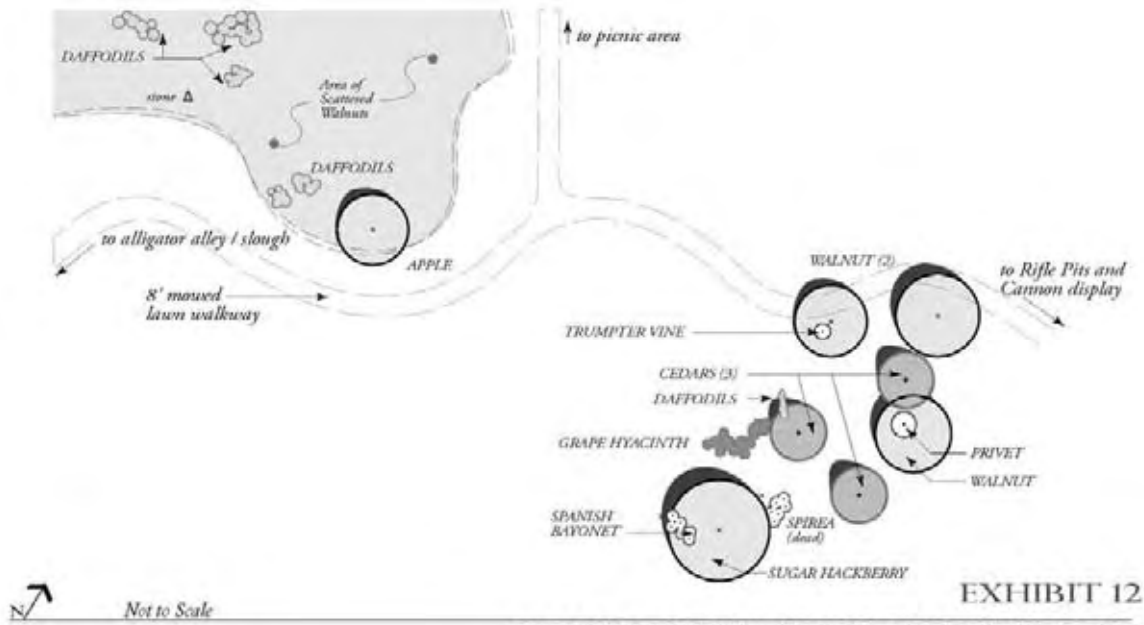 to picnic area
DAFFODILS
stone
Area of
Scattered
Walnuts
DAFFODILS
to alligator alley / slough
APPLE
8' mowed
lawn walkway
WALNUT (2)
to Rifle Pits and
Cannon display
TRUMPTER VINE
CEDARS (3)
DAFFODILS
GRAPE HYACINTH
PRIVET
WALNUT
SPANISH
BAYONET
SPIREA
(dead)
SUGAR HACKBERRY
EXHIBIT 12
N
Not to Scale